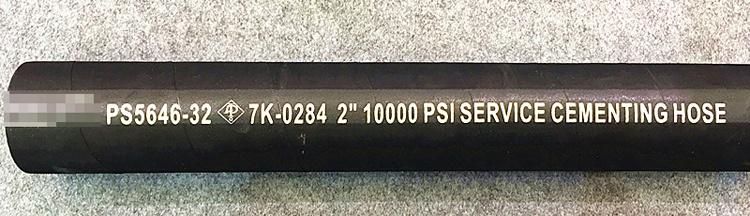 PS5646-32 7K-0284 2" 10000 PSI SERVICE CEMENTING HOSE